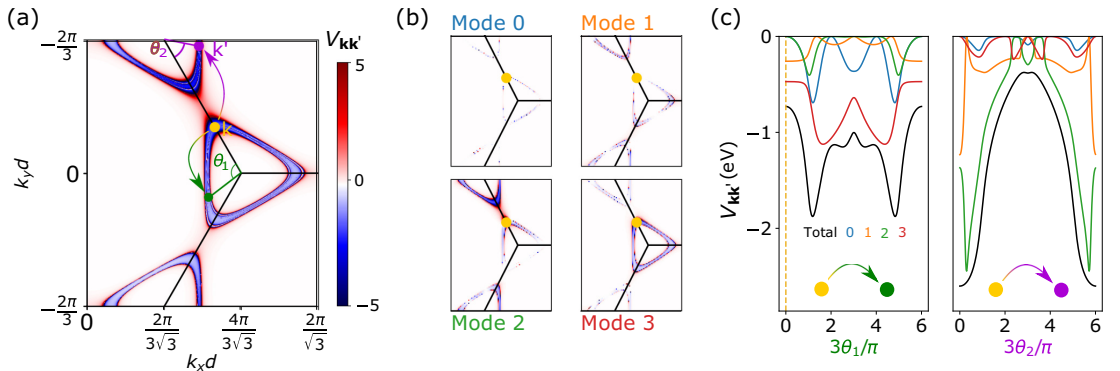 (a)
(b)
(c)
θ₂
k'
V𝐤𝐤'
5
0
−5
k
θ₁
−2π/3
0
−2π/3
k_y d
0
2π/3√3
4π/3√3
2π/√3
k_x d
Mode 0
Mode 1
Mode 2
Mode 3
V𝐤𝐤' (eV)
0
−1
−2
Total 0 1 2 3
0 2 4 6
3θ₁/π
0 2 4 6
3θ₂/π